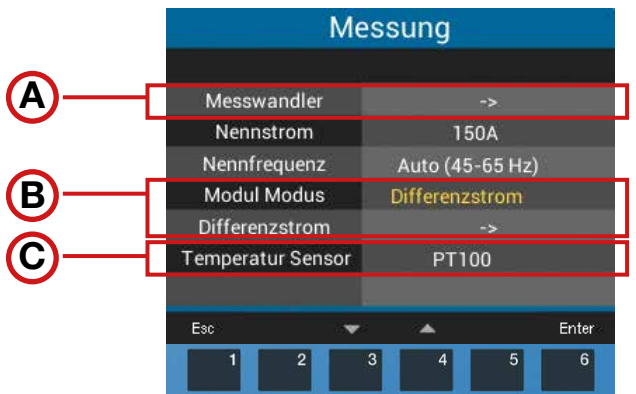 Messung
A Messwandler ->
Nennstrom 150A
Nennfrequenz Auto (45-65 Hz)
B Modul Modus Differenzstrom
Differenzstrom ->
C Temperatur Sensor PT100
Esc Enter
1 2 3 4 5 6